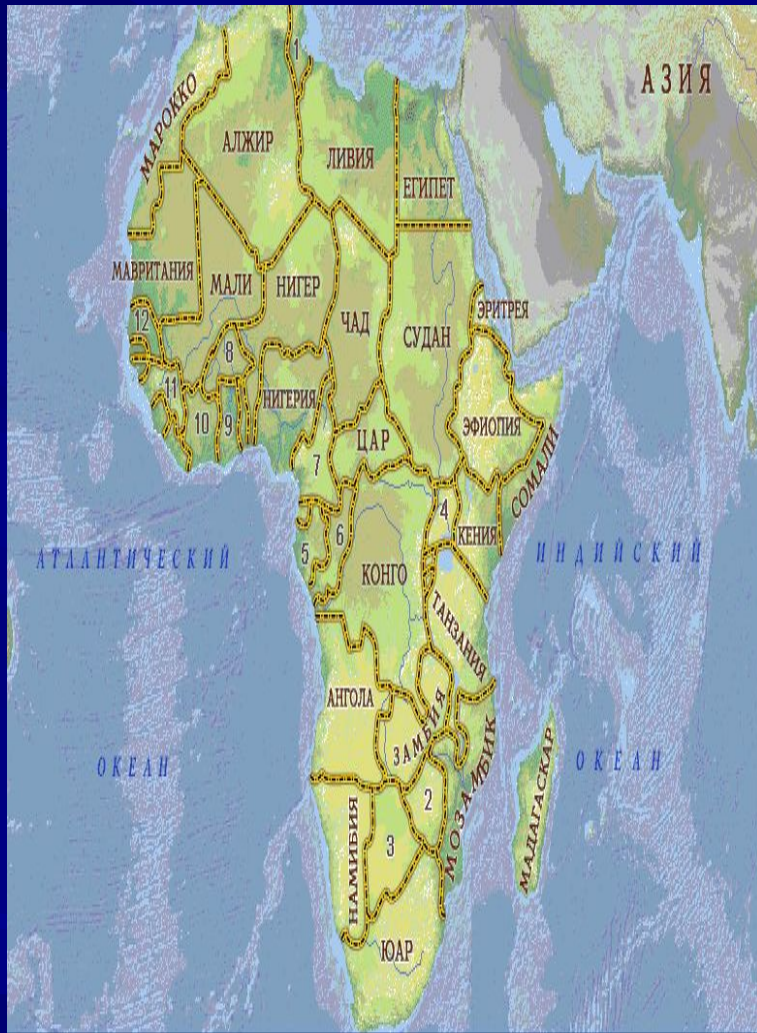 АЗИЯ
1
МАРОККО
АЛЖИР
ЛИВИЯ
ЕГИПЕТ
МАВРИТАНИЯ
МАЛИ
НИГЕР
ЧАД
СУДАН
ЭРИТРЕЯ
12
8
11
10
9
НИГЕРИЯ
ЦАР
ЭФИОПИЯ
СОМАЛИ
7
4
КЕНИЯ
5
6
КОНГО
АТЛАНТИЧЕСКИЙ
ИНДИЙСКИЙ
ТАНЗАНИЯ
АНГОЛА
ЗАМБИЯ
МОЗАМБИК
МАДАГАСКАР
ОКЕАН
ОКЕАН
2
3
НАМИБИЯ
ЮАР